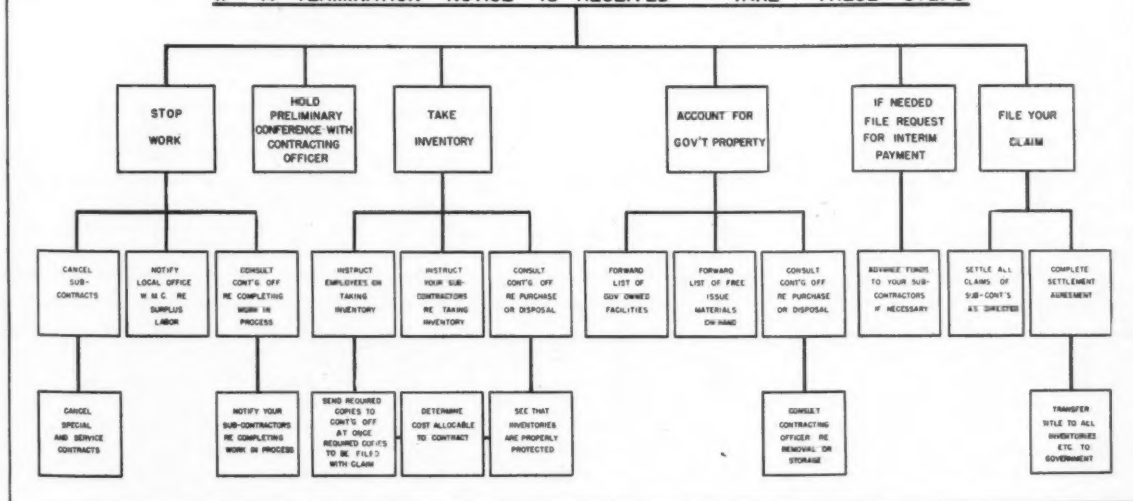 IF A TERMINATION NOTICE IS RECEIVED TAKE THESE STEPS
STOP
WORK
HOLD
PRELIMINARY
CONFERENCE WITH
CONTRACTING
OFFICER
TAKE
INVENTORY
ACCOUNT FOR
GOV'T PROPERTY
IF NEEDED
FILE REQUEST
FOR INTERIM
PAYMENT
FILE YOUR
CLAIM
CANCEL
SUB-
CONTRACTS
NOTIFY
LOCAL OFFICE
W M C. RE
SURPLUS
LABOR
CONSULT
CONT'G OFF
RE COMPLETING
WORK IN
PROCESS
INSTRUCT
EMPLOYEES ON
TAKING
INVENTORY
INSTRUCT
YOUR SUB-
CONTRACTORS
RE TAKING
INVENTORY
CONSULT
CONT'G OFF
RE PURCHASE
OR DISPOSAL
FORWARD
LIST OF
GOV OWNED
FACILITIES
FORWARD
LIST OF FREE
ISSUE
MATERIALS
ON HAND
CONSULT
CONT'G OFF
RE PURCHASE
OR DISPOSAL
ADVANCE FUNDS
TO YOUR SUB-
CONTRACTORS
IF NECESSARY
SETTLE ALL
CLAIMS OF
SUB-CONT'S
AS DIRECTED
COMPLETE
SETTLEMENT
AGREEMENT
CANCEL
SPECIAL
AND SERVICE
CONTRACTS
NOTIFY YOUR
SUB-CONTRACTORS
RE COMPLETING
WORK IN PROCESS
SEND REQUIRED
COPIES TO
CONT'G OFF
AT ONCE
REQUIRED COPIES
TO BE FILED
WITH CLAIM
DETERMINE
COST ALLOCABLE
TO CONTRACT
SEE THAT
INVENTORIES
ARE PROPERLY
PROTECTED
CONSULT
CONTRACTING
OFFICER RE
REMOVAL OR
STORAGE
TRANSFER
TITLE TO ALL
INVENTORIES
ETC. TO
GOVERNMENT